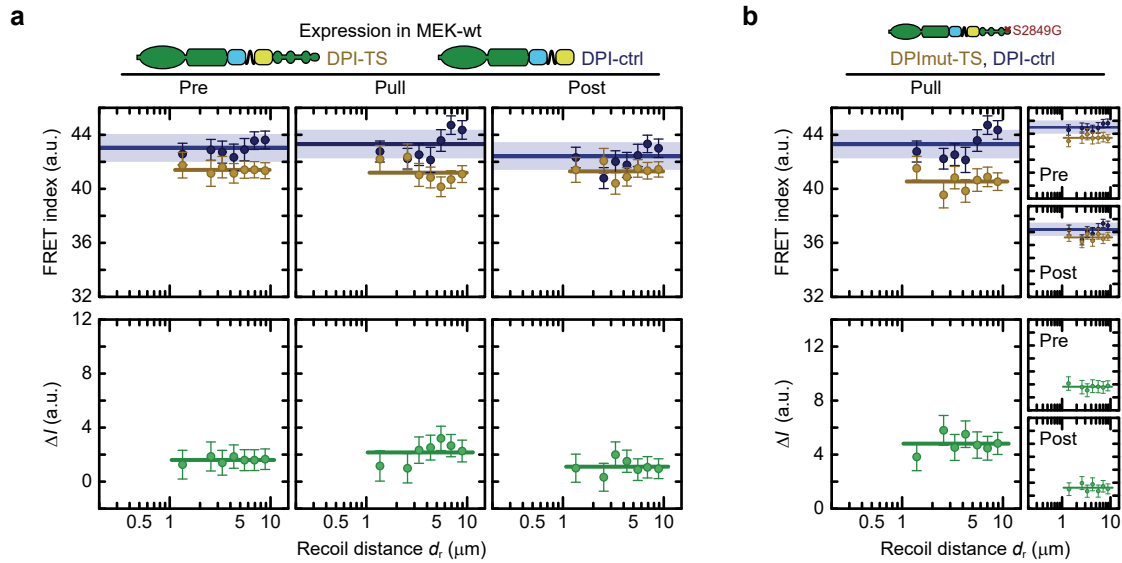 a
Expression in MEK-wt
DPI-TS
DPI-ctrl
Pre
Pull
Post
FRET index (a.u.)
44
40
36
32
ΔI (a.u.)
12
8
4
0
0.5 1 5 10
0.5 1 5 10
0.5 1 5 10
Recoil distance dr (μm)
b
S2849G
DPImut-TS, DPI-ctrl
Pull
FRET index (a.u.)
44
40
36
32
Pre
Post
ΔI (a.u.)
12
8
4
0
Pre
Post
0.5 1 5 10
1 10
Recoil distance dr (μm)